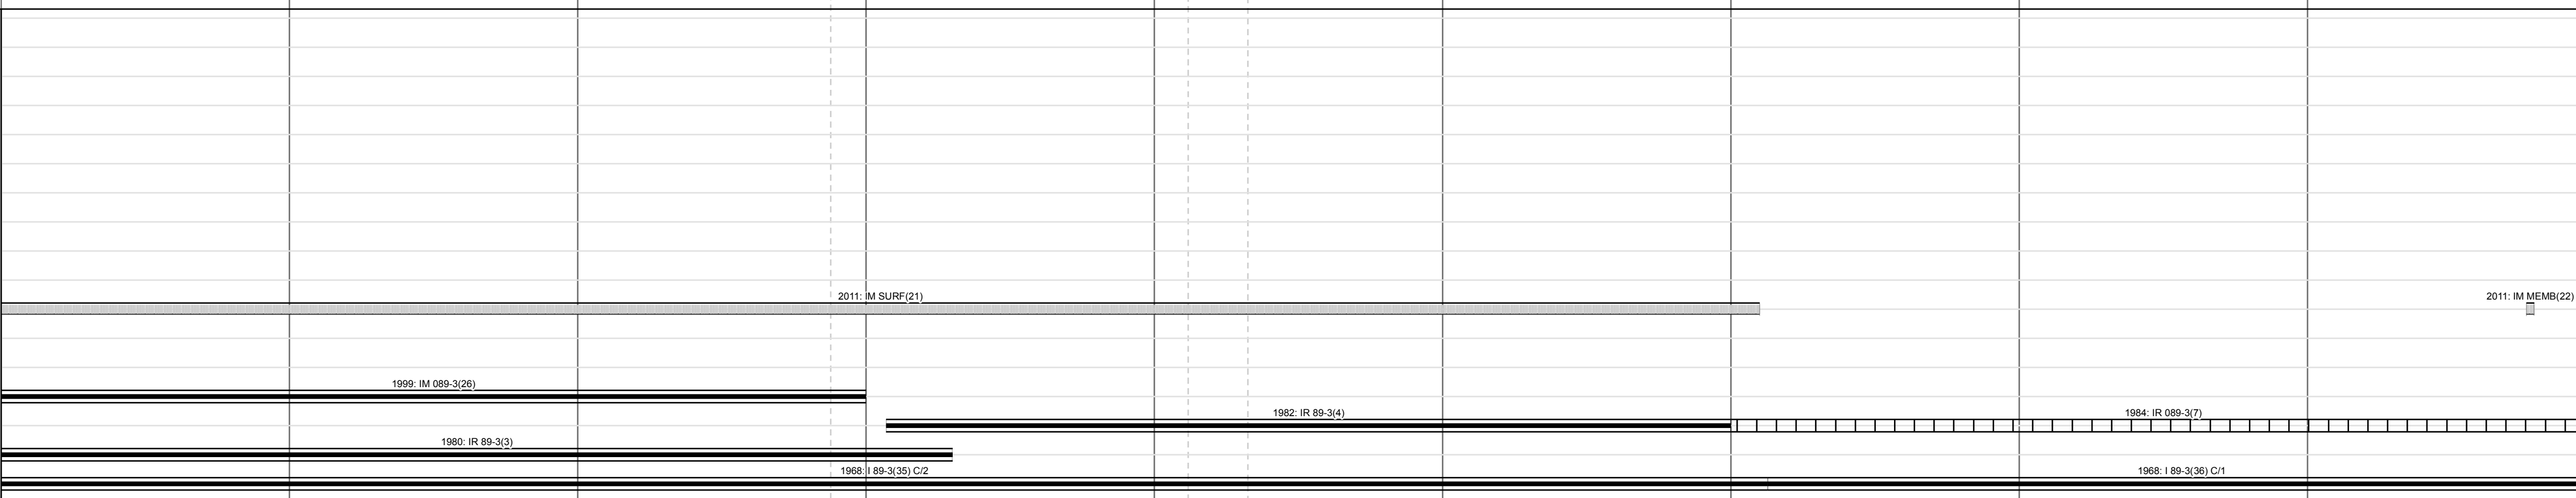 2011: IM SURF(21)
2011: IM MEMB(22)
1999: IM 089-3(26)
1982: IR 89-3(4)
1984: IR 089-3(7)
1980: IR 89-3(3)
1968: I 89-3(35) C/2
1968: I 89-3(36) C/1